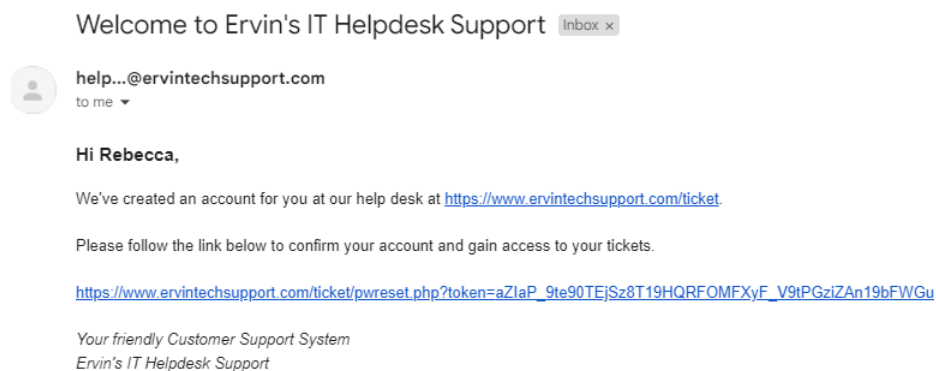 Welcome to Ervin's IT Helpdesk Support Inbox ×
help...@ervintechsupport.com
to me
Hi Rebecca,
We've created an account for you at our help desk at https://www.ervintechsupport.com/ticket.
Please follow the link below to confirm your account and gain access to your tickets.
https://www.ervintechsupport.com/ticket/pwreset.php?token=aZIaP_9te90TEjSz8T19HQRFOMFXyF_V9tPGziZAn19bFWGu
Your friendly Customer Support System
Ervin's IT Helpdesk Support